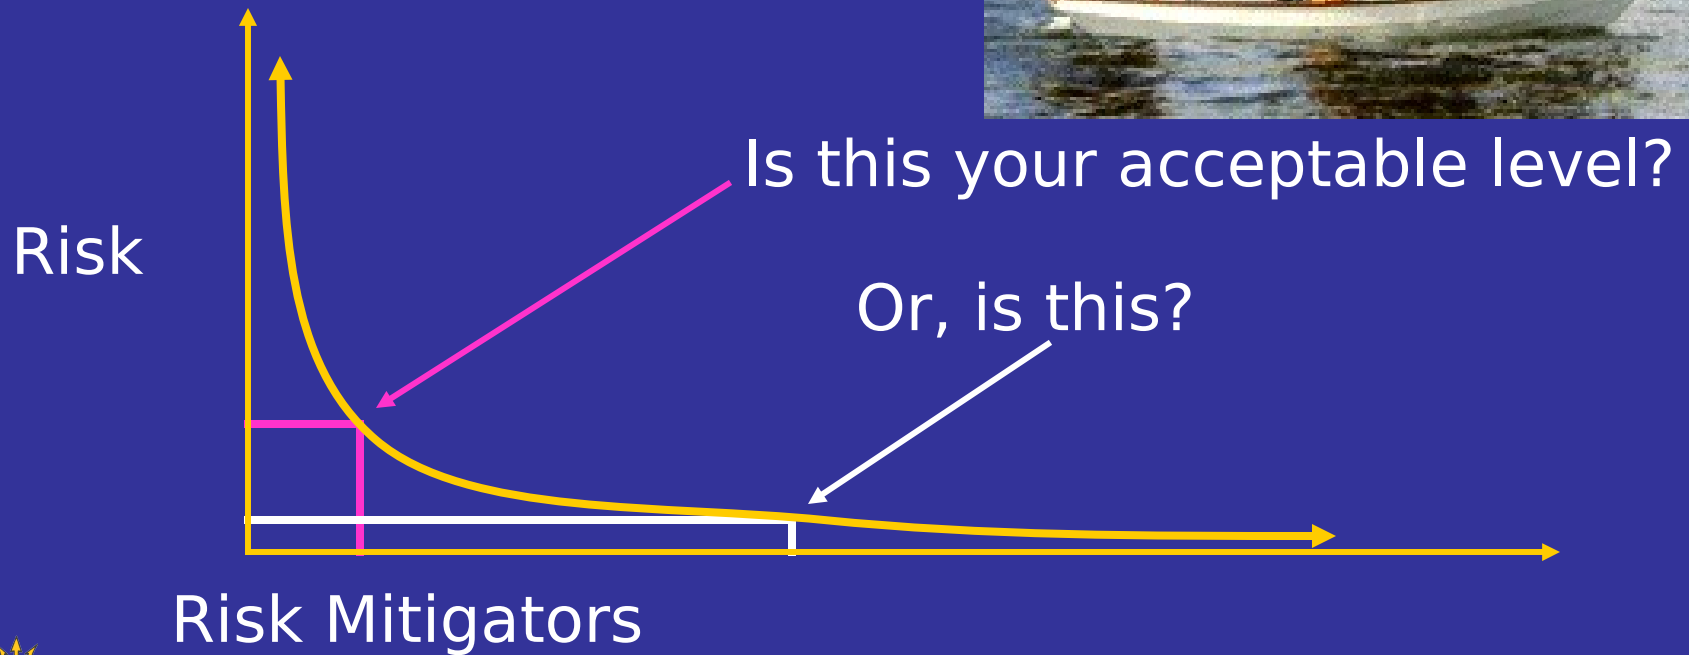 Is this your acceptable level?
Risk
Or, is this?
Risk Mitigators